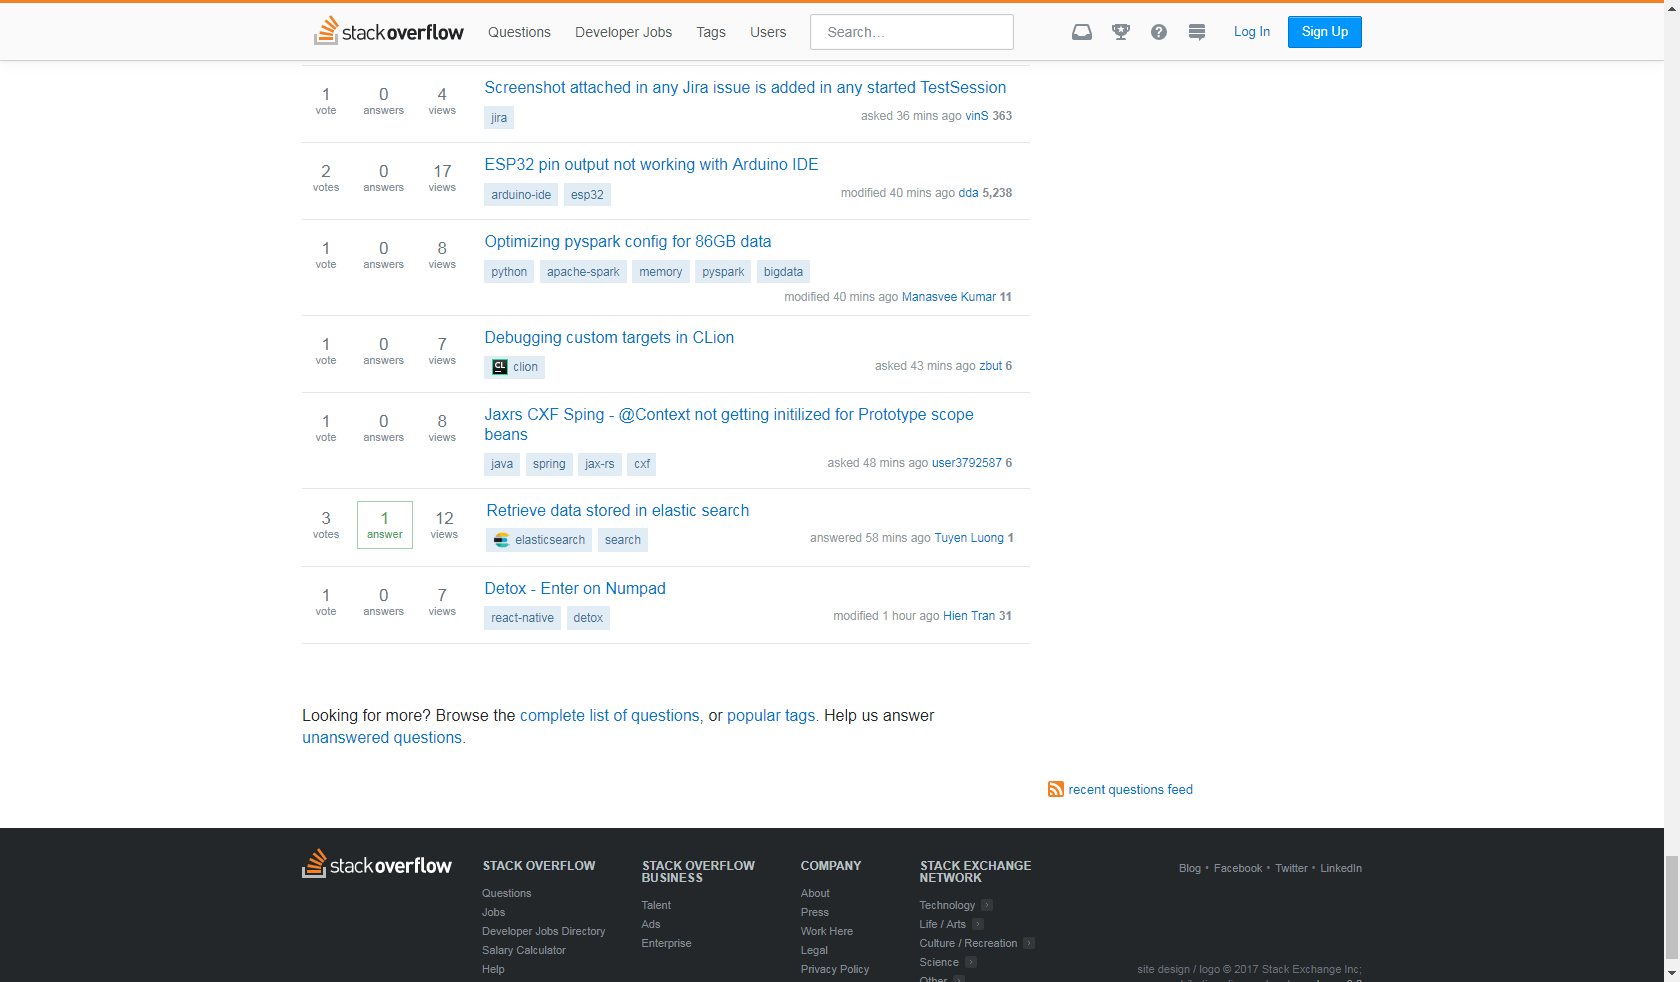 stack overflow Questions Developer Jobs Tags Users Search... Log In Sign Up
1 0 4 Screenshot attached in any Jira issue is added in any started TestSession
vote answers views jira asked 36 mins ago vinS 363
2 0 17 ESP32 pin output not working with Arduino IDE
votes answers views arduino-ide esp32 modified 40 mins ago dda 5,238
1 0 8 Optimizing pyspark config for 86GB data
vote answers views python apache-spark memory pyspark bigdata
modified 40 mins ago Manasvee Kumar 11
1 0 7 Debugging custom targets in CLion
vote answers views CL clion asked 43 mins ago zbut 6
1 0 8 Jaxrs CXF Sping - @Context not getting initilized for Prototype scope
vote answers views beans
java spring jax-rs cxf asked 48 mins ago user3792587 6
3 1 12 Retrieve data stored in elastic search
votes answer views elasticsearch search answered 58 mins ago Tuyen Luong 1
1 0 7 Detox - Enter on Numpad
vote answers views react-native detox modified 1 hour ago Hien Tran 31
Looking for more? Browse the complete list of questions, or popular tags. Help us answer
unanswered questions.
recent questions feed
stack overflow
STACK OVERFLOW
Questions
Jobs
Developer Jobs Directory
Salary Calculator
Help
STACK OVERFLOW
BUSINESS
Talent
Ads
Enterprise
COMPANY
About
Press
Work Here
Legal
Privacy Policy
STACK EXCHANGE
NETWORK
Technology
Life / Arts
Culture / Recreation
Science
Other
Blog • Facebook • Twitter • LinkedIn
site design / logo © 2017 Stack Exchange Inc;